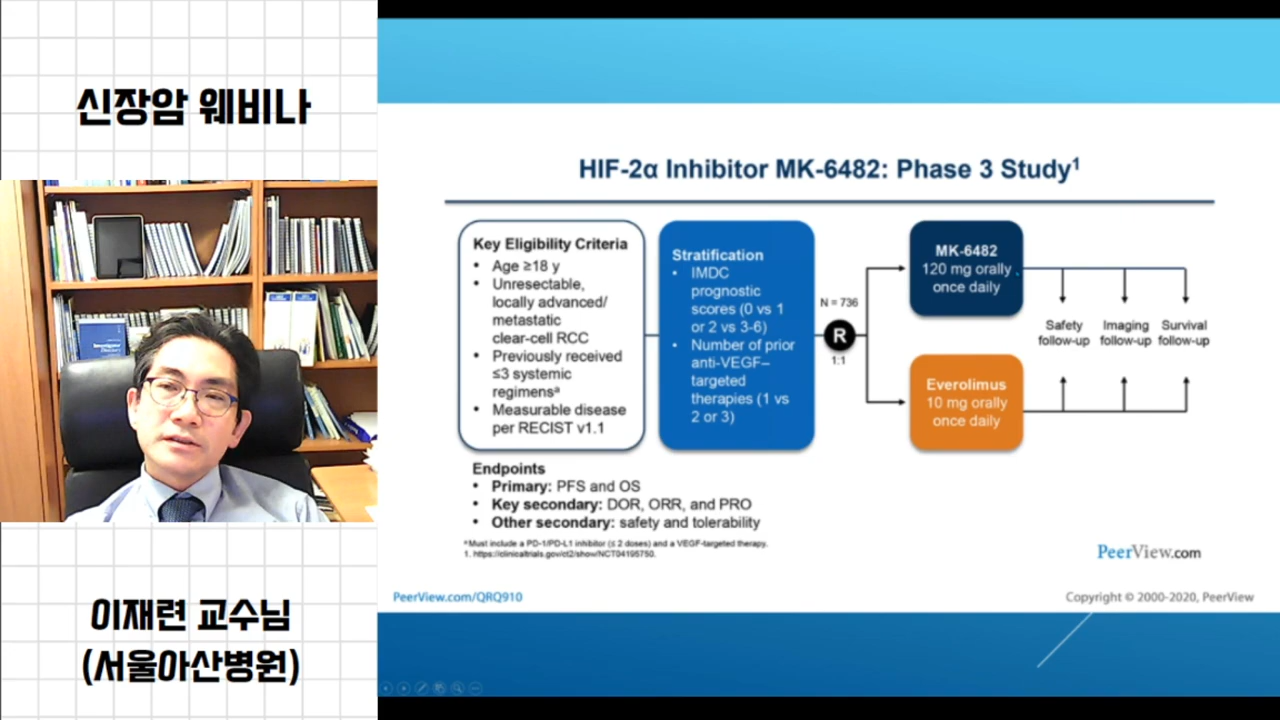 신장암 웨비나
이재련 교수님
(서울아산병원)
HIF-2α Inhibitor MK-6482: Phase 3 Study¹
Key Eligibility Criteria
• Age ≥18 y
• Unresectable,
locally advanced/
metastatic
clear-cell RCC
• Previously received
≤3 systemic
regimensᵃ
• Measurable disease
per RECIST v1.1
Stratification
• IMDC
prognostic
scores (0 vs 1
or 2 vs 3-6)
• Number of prior
anti-VEGF–
targeted
therapies (1 vs
2 or 3)
N = 736
R
1:1
MK-6482
120 mg orally
once daily
Everolimus
10 mg orally
once daily
Safety
follow-up
Imaging
follow-up
Survival
follow-up
Endpoints
• Primary: PFS and OS
• Key secondary: DOR, ORR, and PRO
• Other secondary: safety and tolerability
ᵃ Must include a PD-1/PD-L1 inhibitor (≤ 2 doses) and a VEGF-targeted therapy.
1. https://clinicaltrials.gov/ct2/show/NCT04195750.
PeerView.com
PeerView.com/QRQ910
Copyright © 2000-2020, PeerView